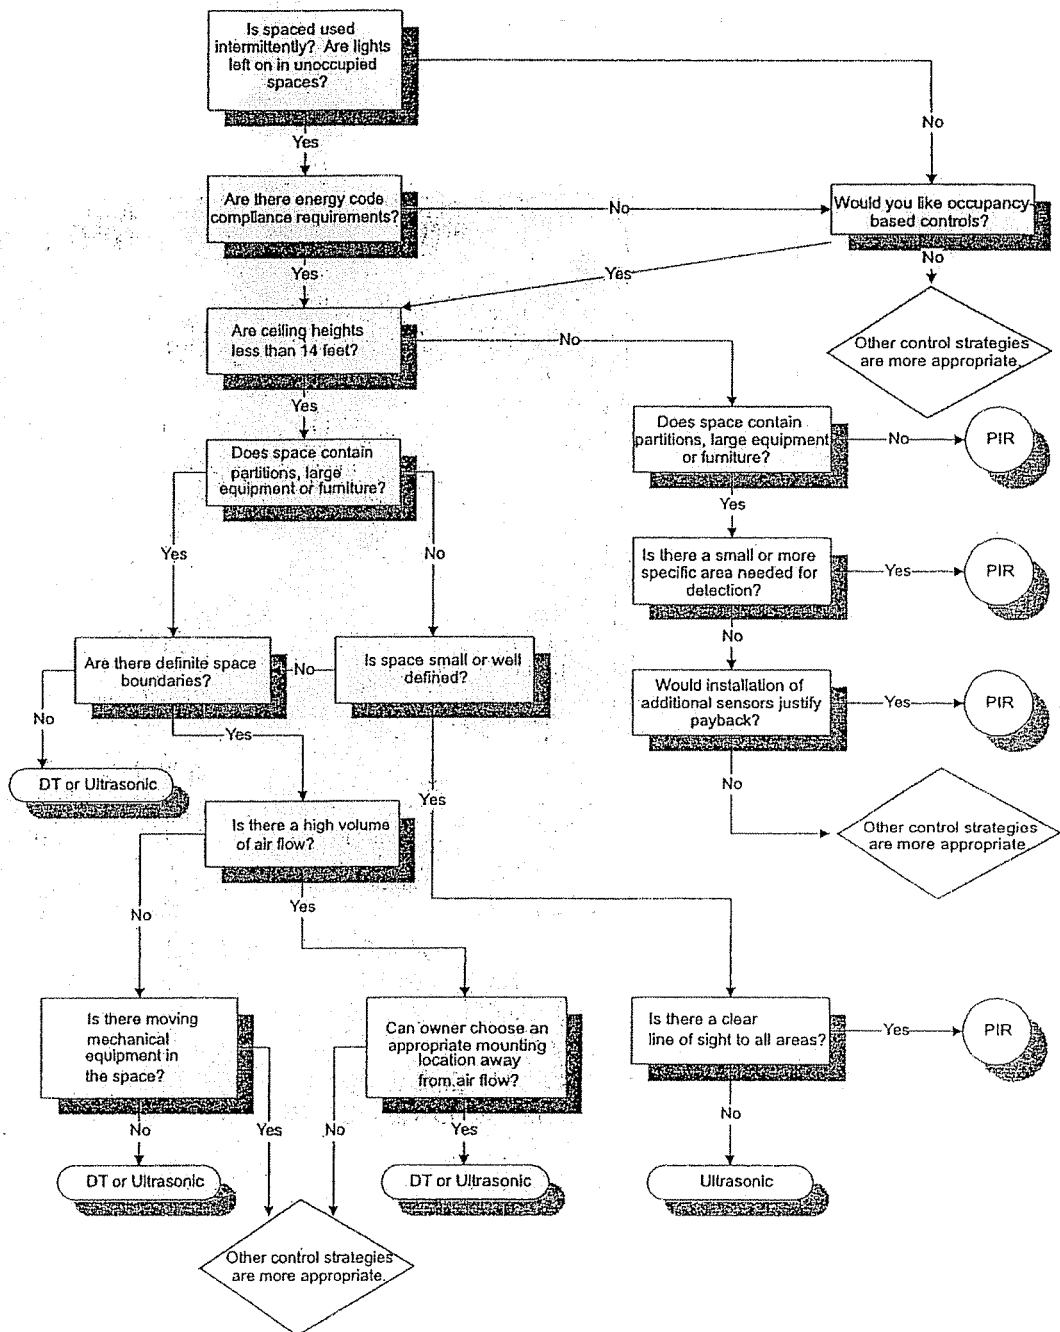 Is spaced used
intermittently? Are lights
left on in unoccupied
spaces?
No
Yes
Are there energy code
compliance requirements?
No
Would you like occupancy-
based controls?
Yes
Yes
No
Are ceiling heights
less than 14 feet?
No
Other control strategies
are more appropriate.
Yes
Does space contain
partitions, large
equipment or furniture?
Does space contain
partitions, large equipment
or furniture?
No
PIR
Yes
Yes
No
Is there a small or more
specific area needed for
detection?
Yes
PIR
No
Are there definite space
boundaries?
No
Is space small or well
defined?
Would installation of
additional sensors justify
payback?
Yes
PIR
No
Yes
DT or Ultrasonic
Yes
No
Is there a high volume
of air flow?
Other control strategies
are more appropriate.
No
Yes
Is there moving
mechanical
equipment in
the space?
Can owner choose an
appropriate mounting
location away
from air flow?
Is there a clear
line of sight to all areas?
Yes
PIR
No
Yes
No
Yes
No
DT or Ultrasonic
DT or Ultrasonic
Ultrasonic
Other control strategies
are more appropriate.